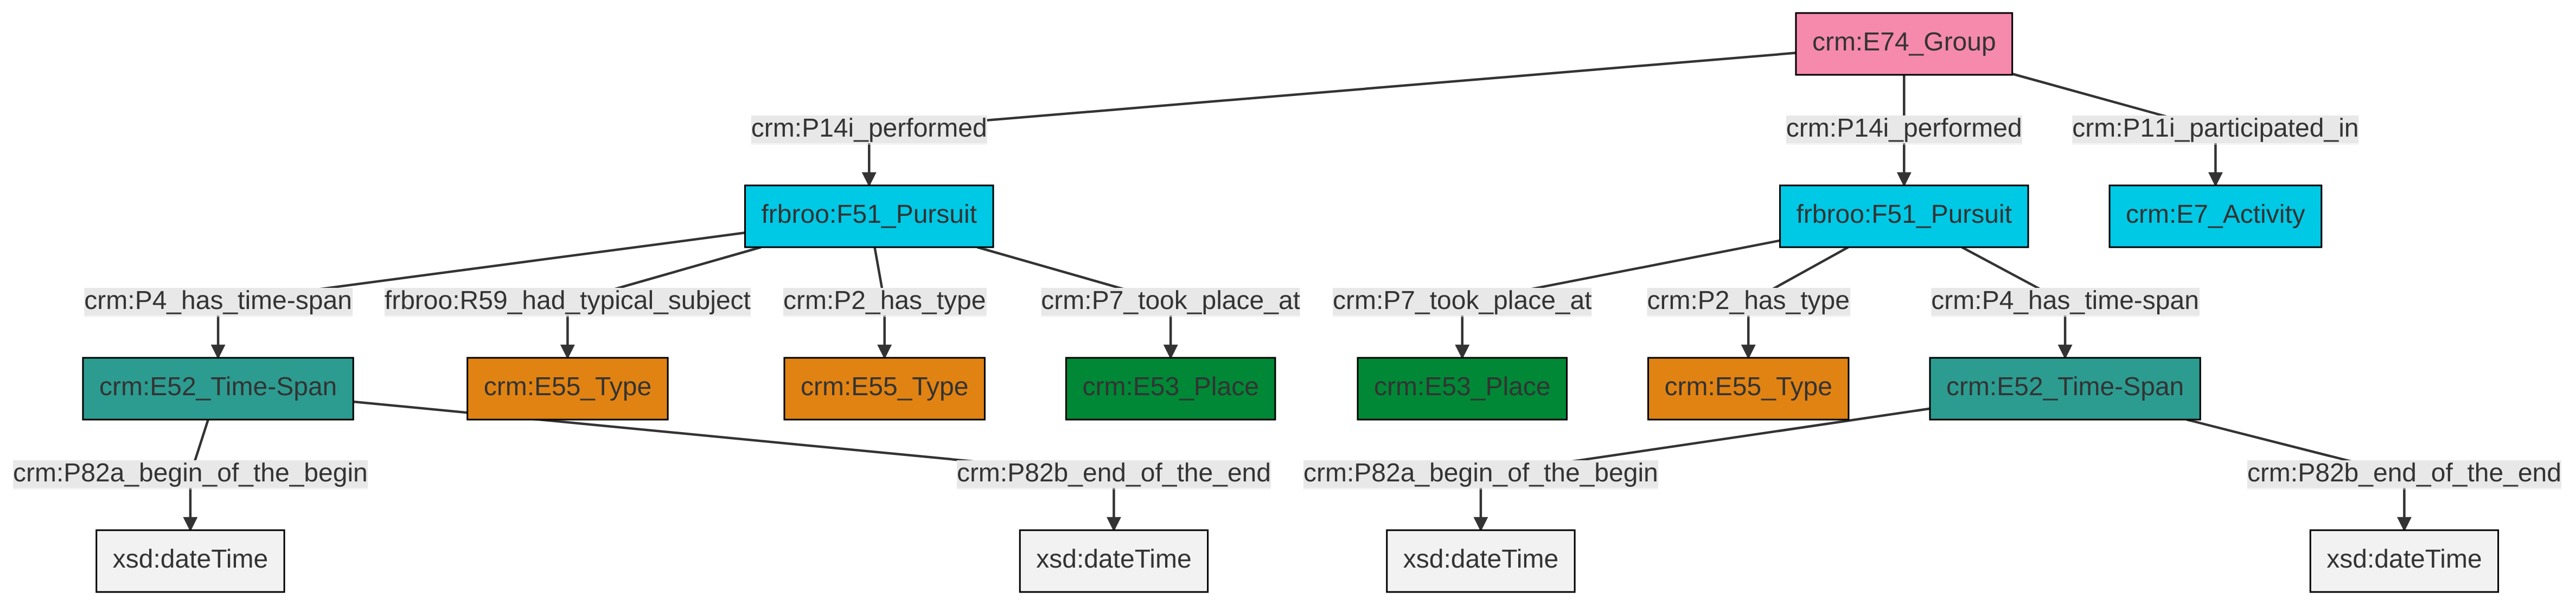 crm:E74_Group
crm:P14i_performed
crm:P14i_performed
crm:P11i_participated_in
frbroo:F51_Pursuit
frbroo:F51_Pursuit
crm:E7_Activity
crm:P4_has_time-span
frbroo:R59_had_typical_subject
crm:P2_has_type
crm:P7_took_place_at
crm:P7_took_place_at
crm:P2_has_type
crm:P4_has_time-span
crm:E52_Time-Span
crm:E55_Type
crm:E55_Type
crm:E53_Place
crm:E53_Place
crm:E55_Type
crm:E52_Time-Span
crm:P82a_begin_of_the_begin
crm:P82b_end_of_the_end
crm:P82a_begin_of_the_begin
crm:P82b_end_of_the_end
xsd:dateTime
xsd:dateTime
xsd:dateTime
xsd:dateTime